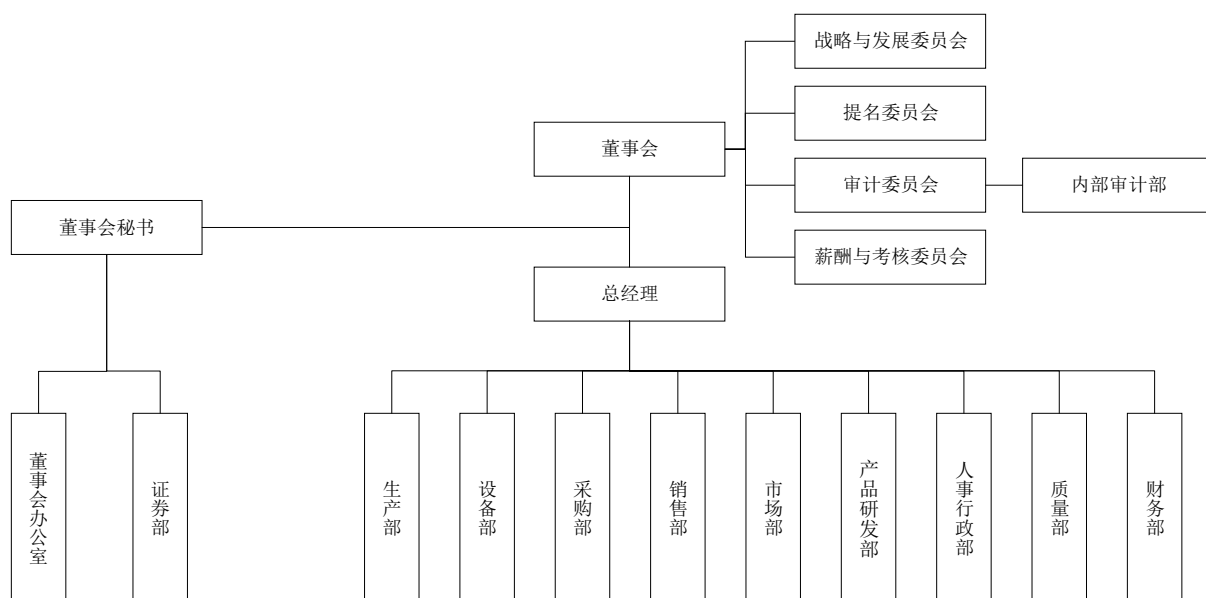 战略与发展委员会
提名委员会
董事会
审计委员会
内部审计部
董事会秘书
薪酬与考核委员会
总经理
董事会办公室
证券部
生产部
设备部
采购部
销售部
市场部
产品研发部
人事行政部
质量部
财务部